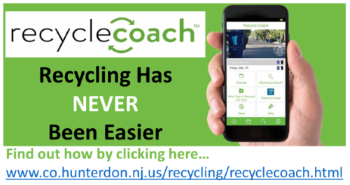 recyclecoach™
Recycling Has
NEVER
Been Easier
Find out how by clicking here...
www.co.hunterdon.nj.us/recycling/recyclecoach.html